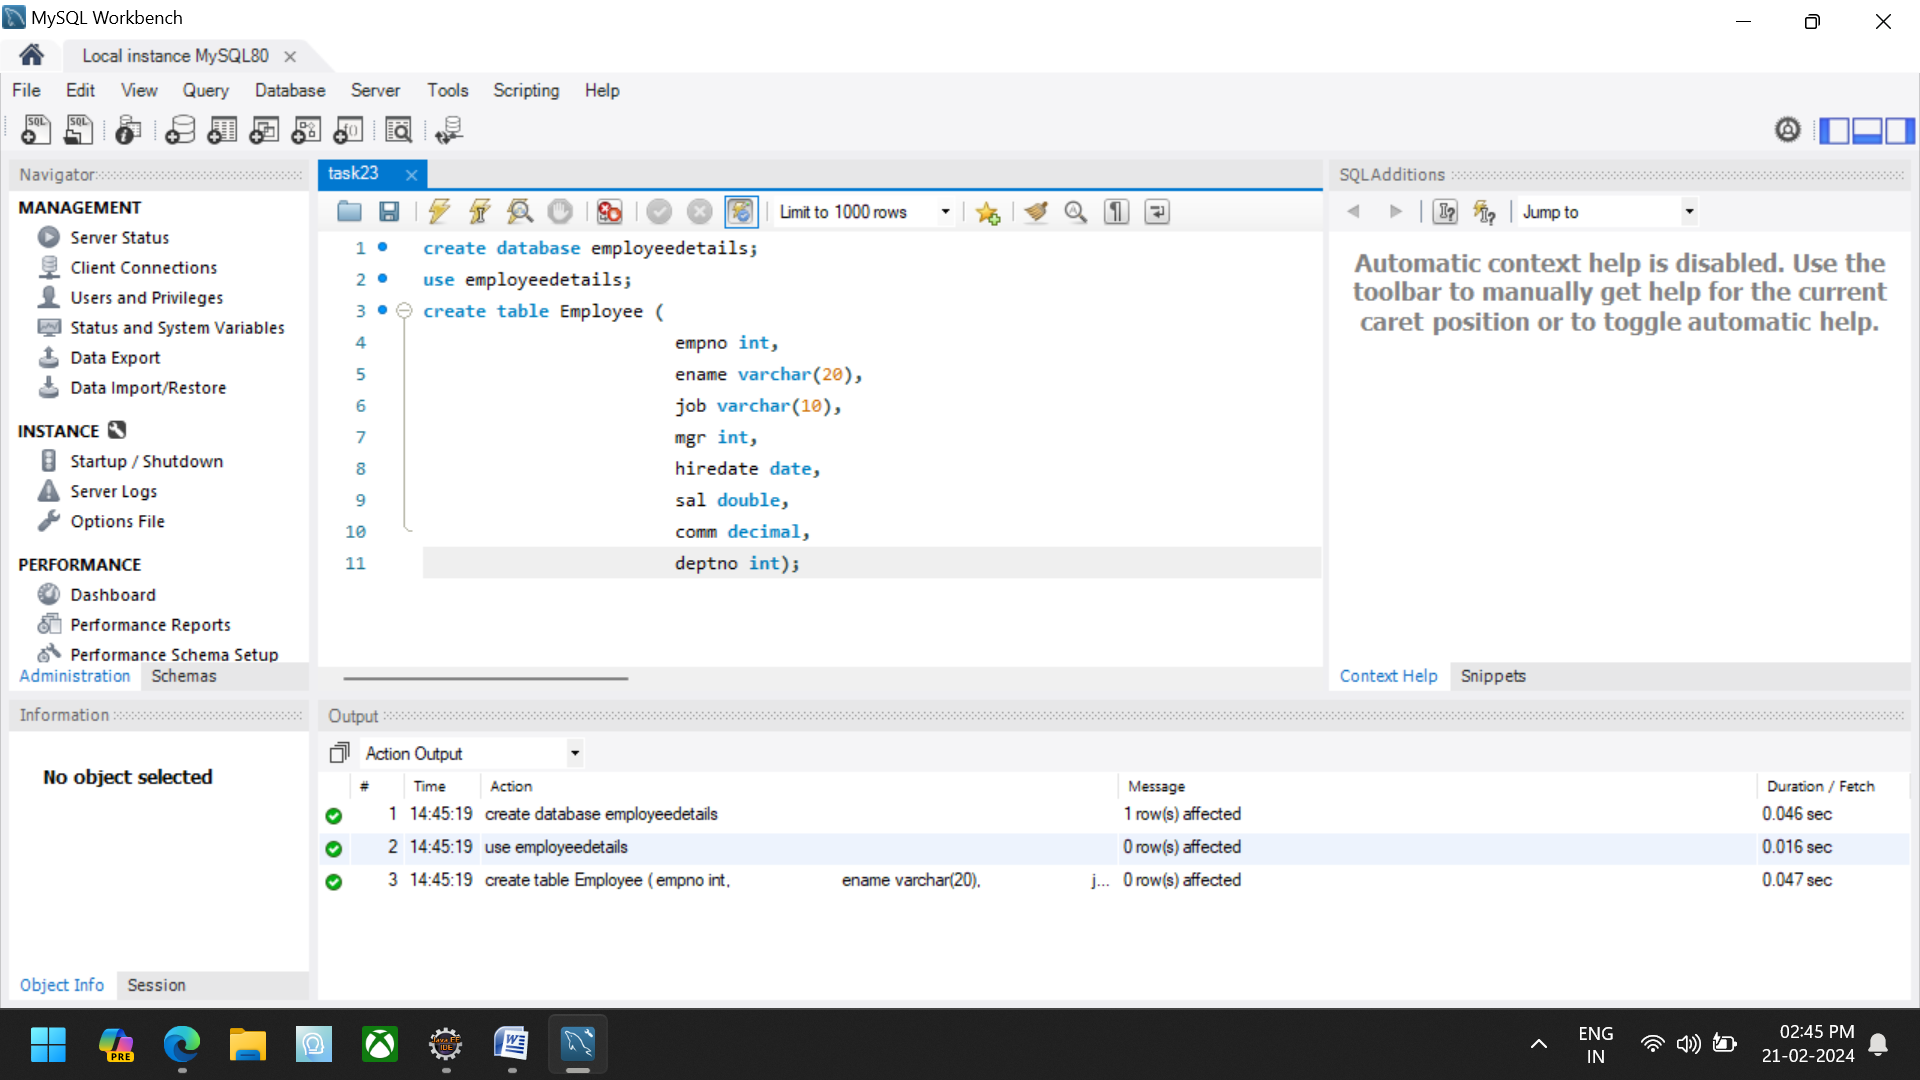 MySQL Workbench
Local instance MySQL80
File Edit View Query Database Server Tools Scripting Help
Navigator
MANAGEMENT
Server Status
Client Connections
Users and Privileges
Status and System Variables
Data Export
Data Import/Restore
INSTANCE
Startup / Shutdown
Server Logs
Options File
PERFORMANCE
Dashboard
Performance Reports
Performance Schema Setup
Administration Schemas
Information
No object selected
Object Info Session
task23
Limit to 1000 rows
1 create database employeedetails;
2 use employeedetails;
3 create table Employee (
4 empno int,
5 ename varchar(20),
6 job varchar(10),
7 mgr int,
8 hiredate date,
9 sal double,
10 comm decimal,
11 deptno int);
SQLAdditions
Jump to
Automatic context help is disabled. Use the
toolbar to manually get help for the current
caret position or to toggle automatic help.
Context Help Snippets
Output
Action Output
# Time Action Message Duration / Fetch
1 14:45:19 create database employeedetails 1 row(s) affected 0.046 sec
2 14:45:19 use employeedetails 0 row(s) affected 0.016 sec
3 14:45:19 create table Employee ( empno int, ename varchar(20), j... 0 row(s) affected 0.047 sec
PRE
ENG
IN
02:45 PM
21-02-2024